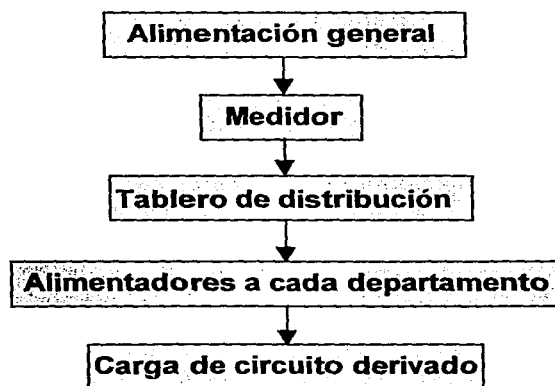 Alimentación general
Medidor
Tablero de distribución
Alimentadores a cada departamento
Carga de circuito derivado